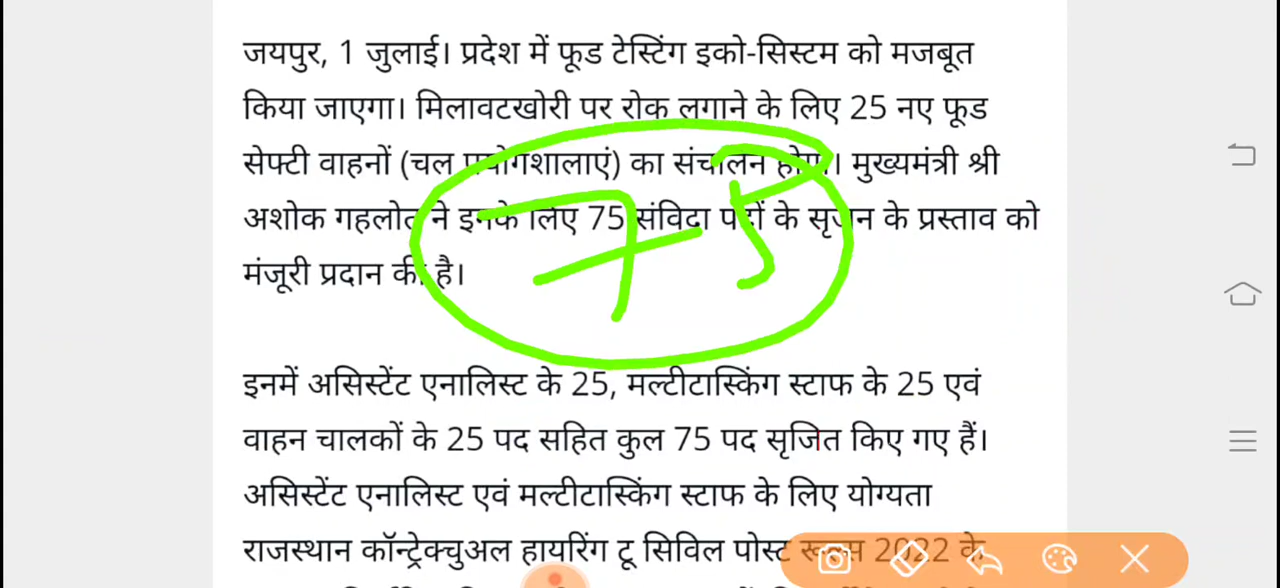 जयपुर, 1 जुलाई। प्रदेश में फूड टेस्टिंग इको-सिस्टम को मजबूत
किया जाएगा। मिलावटखोरी पर रोक लगाने के लिए 25 नए फूड
सेफ्टी वाहनों (चल प्रयोगशालाएं) का संचालन होगा। मुख्यमंत्री श्री
अशोक गहलोत ने इनके लिए 75 संविदा पदों के सृजन के प्रस्ताव को
मंजूरी प्रदान की है।
75
इनमें असिस्टेंट एनालिस्ट के 25, मल्टीटास्किंग स्टाफ के 25 एवं
वाहन चालकों के 25 पद सहित कुल 75 पद सृजित किए गए हैं।
असिस्टेंट एनालिस्ट एवं मल्टीटास्किंग स्टाफ के लिए योग्यता
राजस्थान कॉन्ट्रेक्चुअल हायरिंग टू सिविल पोस्ट रूल्स 2022 के